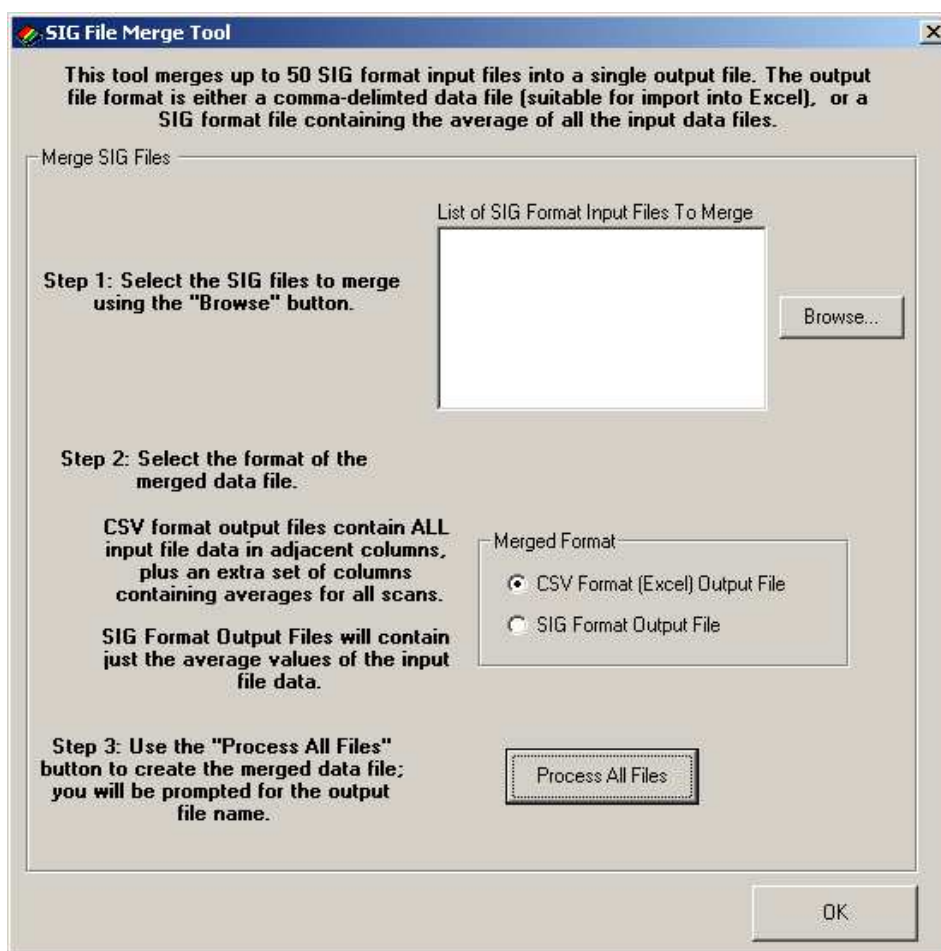 SIG File Merge Tool
This tool merges up to 50 SIG format input files into a single output file. The output
file format is either a comma-delimted data file (suitable for import into Excel), or a
SIG format file containing the average of all the input data files.
Merge SIG Files
List of SIG Format Input Files To Merge
Step 1: Select the SIG files to merge
using the "Browse" button.
Browse...
Step 2: Select the format of the
merged data file.
CSV format output files contain ALL
input file data in adjacent columns,
plus an extra set of columns
containing averages for all scans.
SIG Format Output Files will contain
just the average values of the input
file data.
Merged Format
CSV Format (Excel) Output File
SIG Format Output File
Step 3: Use the "Process All Files"
button to create the merged data file;
you will be prompted for the output
file name.
Process All Files
OK